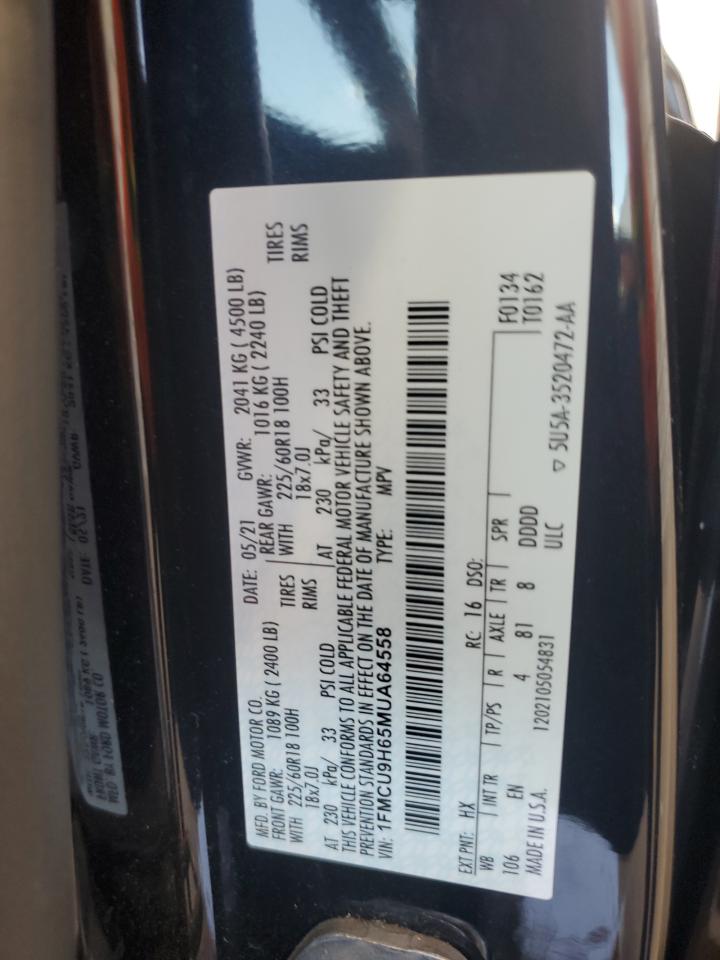 MFD. BY FORD MOTOR CO. DATE: 05/21 GVWR: 2041 KG ( 4500 LB)
FRONT GAWR: 1089 KG ( 2400 LB) REAR GAWR: 1016 KG ( 2240 LB)
WITH 225/60R18 100H TIRES WITH 225/60R18 100H TIRES
18x7.0J RIMS 18x7.0J RIMS
AT 230 kPa/ 33 PSI COLD AT 230 kPa/ 33 PSI COLD
THIS VEHICLE CONFORMS TO ALL APPLICABLE FEDERAL MOTOR VEHICLE SAFETY AND THEFT
PREVENTION STANDARDS IN EFFECT ON THE DATE OF MANUFACTURE SHOWN ABOVE.
VIN: 1FMCU9H65MUA64558 TYPE: MPV
EXT PNT: HX RC: 16 DSO: F0134
WB INT TR TP/PS R AXLE TR SPR T0162
106 EN 4 81 8 DDDD
MADE IN U.S.A. 1202105054831 ULC ▽ 5U5A-3520472-AA